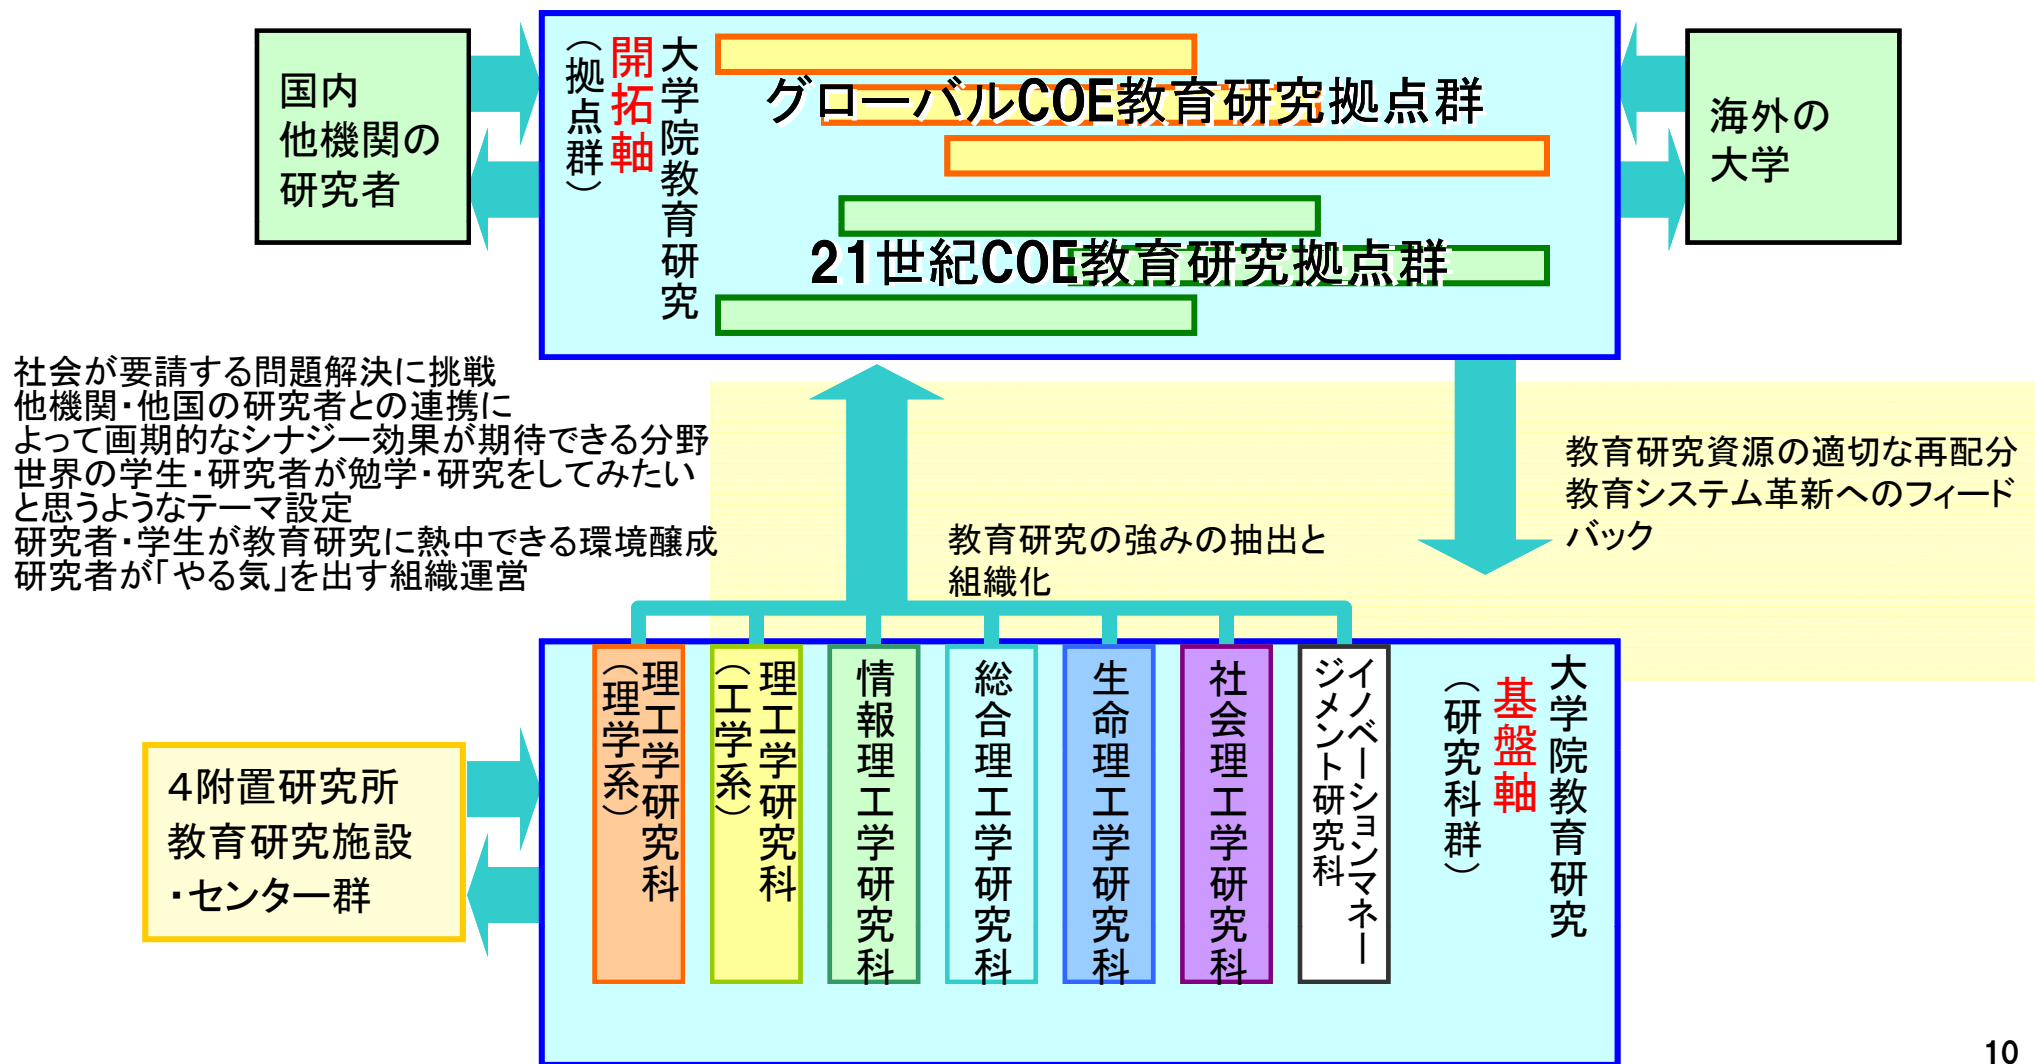 国内
他機関の
研究者
大学院教育研究
開拓軸
（拠点群）
グローバルCOE教育研究拠点群
21世紀COE教育研究拠点群
海外の
大学
社会が要請する問題解決に挑戦
他機関・他国の研究者との連携に
よって画期的なシナジー効果が期待できる分野
世界の学生・研究者が勉学・研究をしてみたい
と思うようなテーマ設定
研究者・学生が教育研究に熱中できる環境醸成
研究者が「やる気」を出す組織運営
教育研究の強みの抽出と
組織化
教育研究資源の適切な再配分
教育システム革新へのフィード
バック
4附置研究所
教育研究施設
・センター群
理工学研究科
（理学系）
理工学研究科
（工学系）
情報理工学研究科
総合理工学研究科
生命理工学研究科
社会理工学研究科
イノベーションマネー
ジメント研究科
大学院教育研究
基盤軸
（研究科群）
10